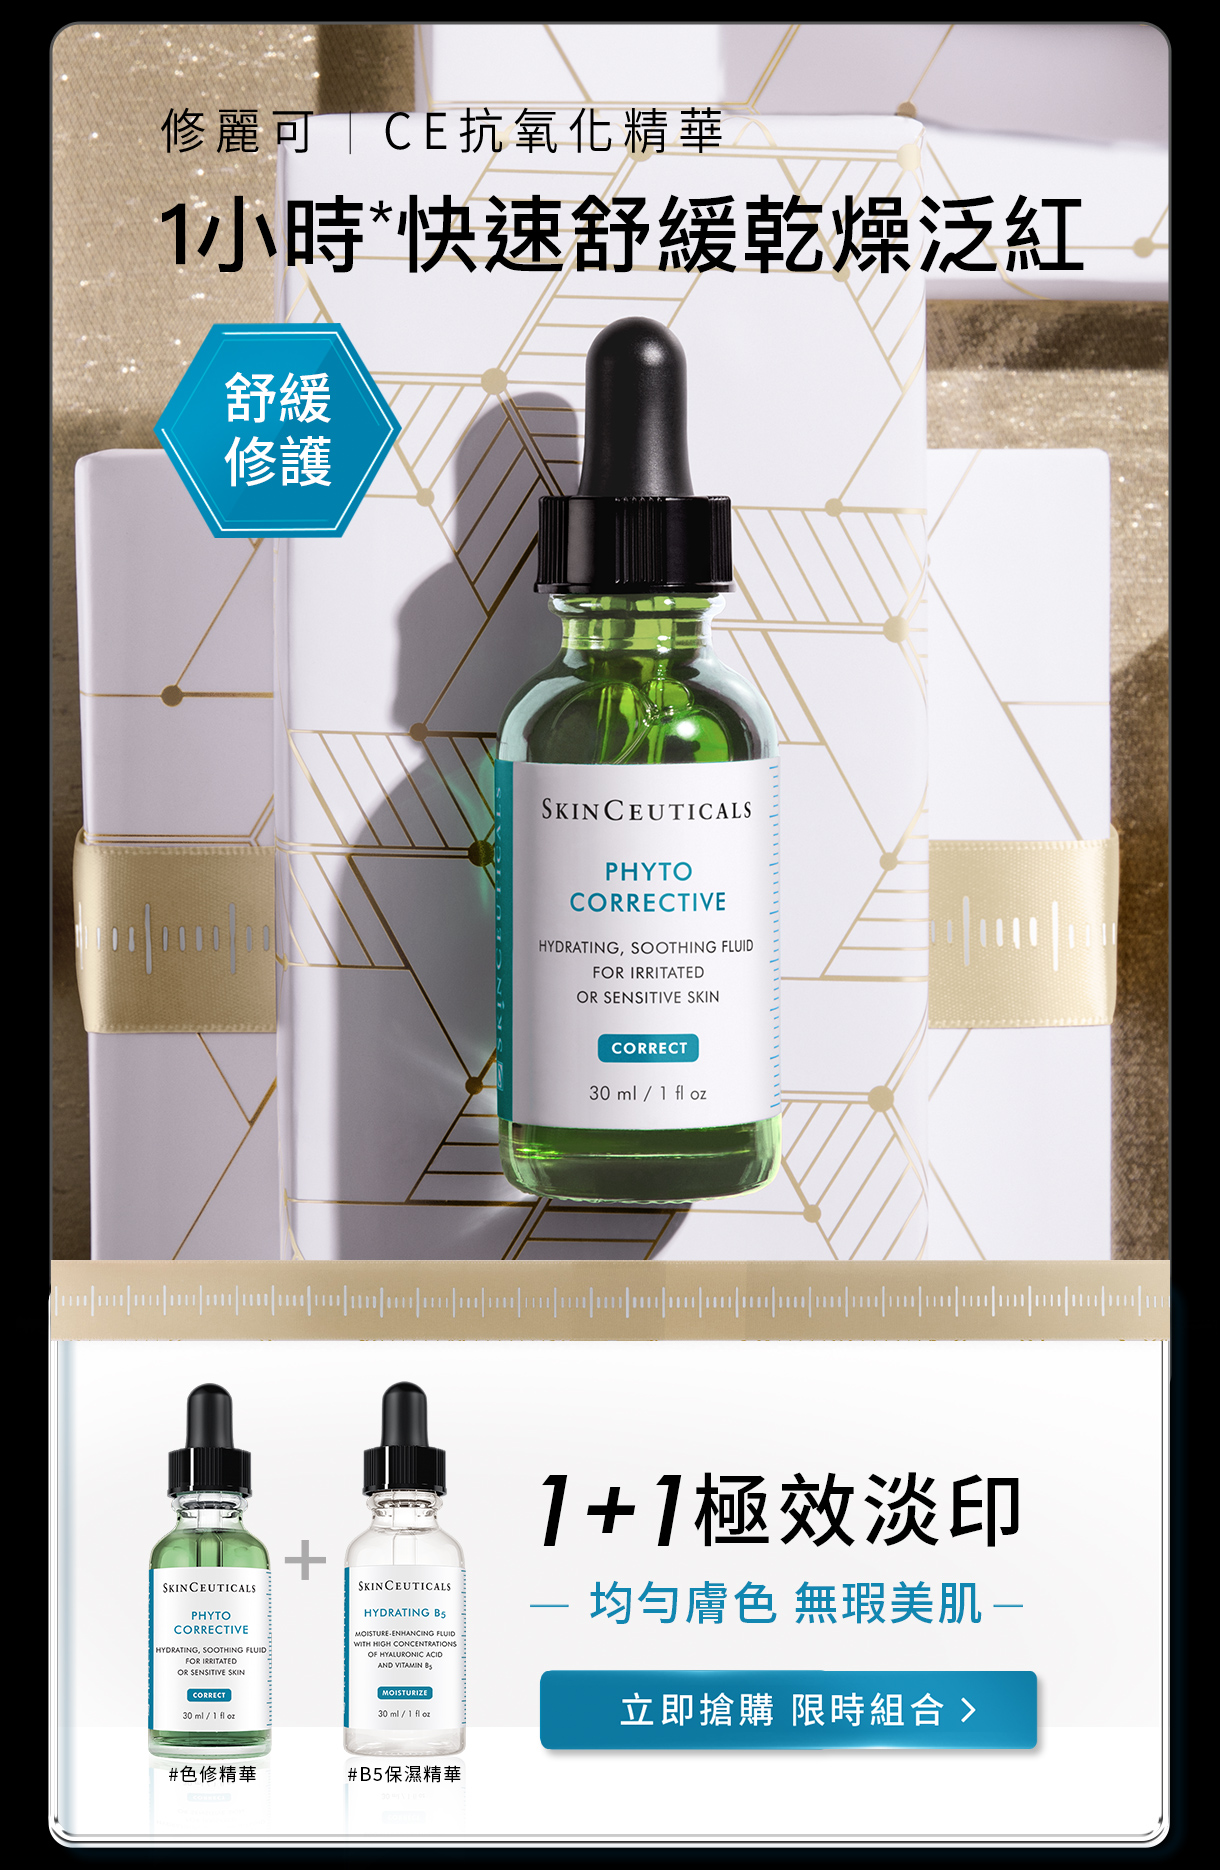 修麗可｜CE抗氧化精華
1小時*快速舒緩乾燥泛紅
舒緩
修護
SKINCEUTICALS
SKINCEUTICALS
PHYTO
CORRECTIVE
HYDRATING, SOOTHING FLUID
FOR IRRITATED
OR SENSITIVE SKIN
CORRECT
30 ml / 1 fl oz
SKINCEUTICALS
PHYTO
CORRECTIVE
HYDRATING, SOOTHING FLUID
FOR IRRITATED
OR SENSITIVE SKIN
CORRECT
30 ml / 1 fl oz
#色修精華
+
SKINCEUTICALS
HYDRATING B5
MOISTURE-ENHANCING FLUID
WITH HIGH CONCENTRATIONS
OF HYALURONIC ACID
AND VITAMIN B5
MOISTURIZE
30 ml / 1 fl oz
#B5保濕精華
1+1極效淡印
— 均勻膚色 無瑕美肌 —
立即搶購 限時組合 >